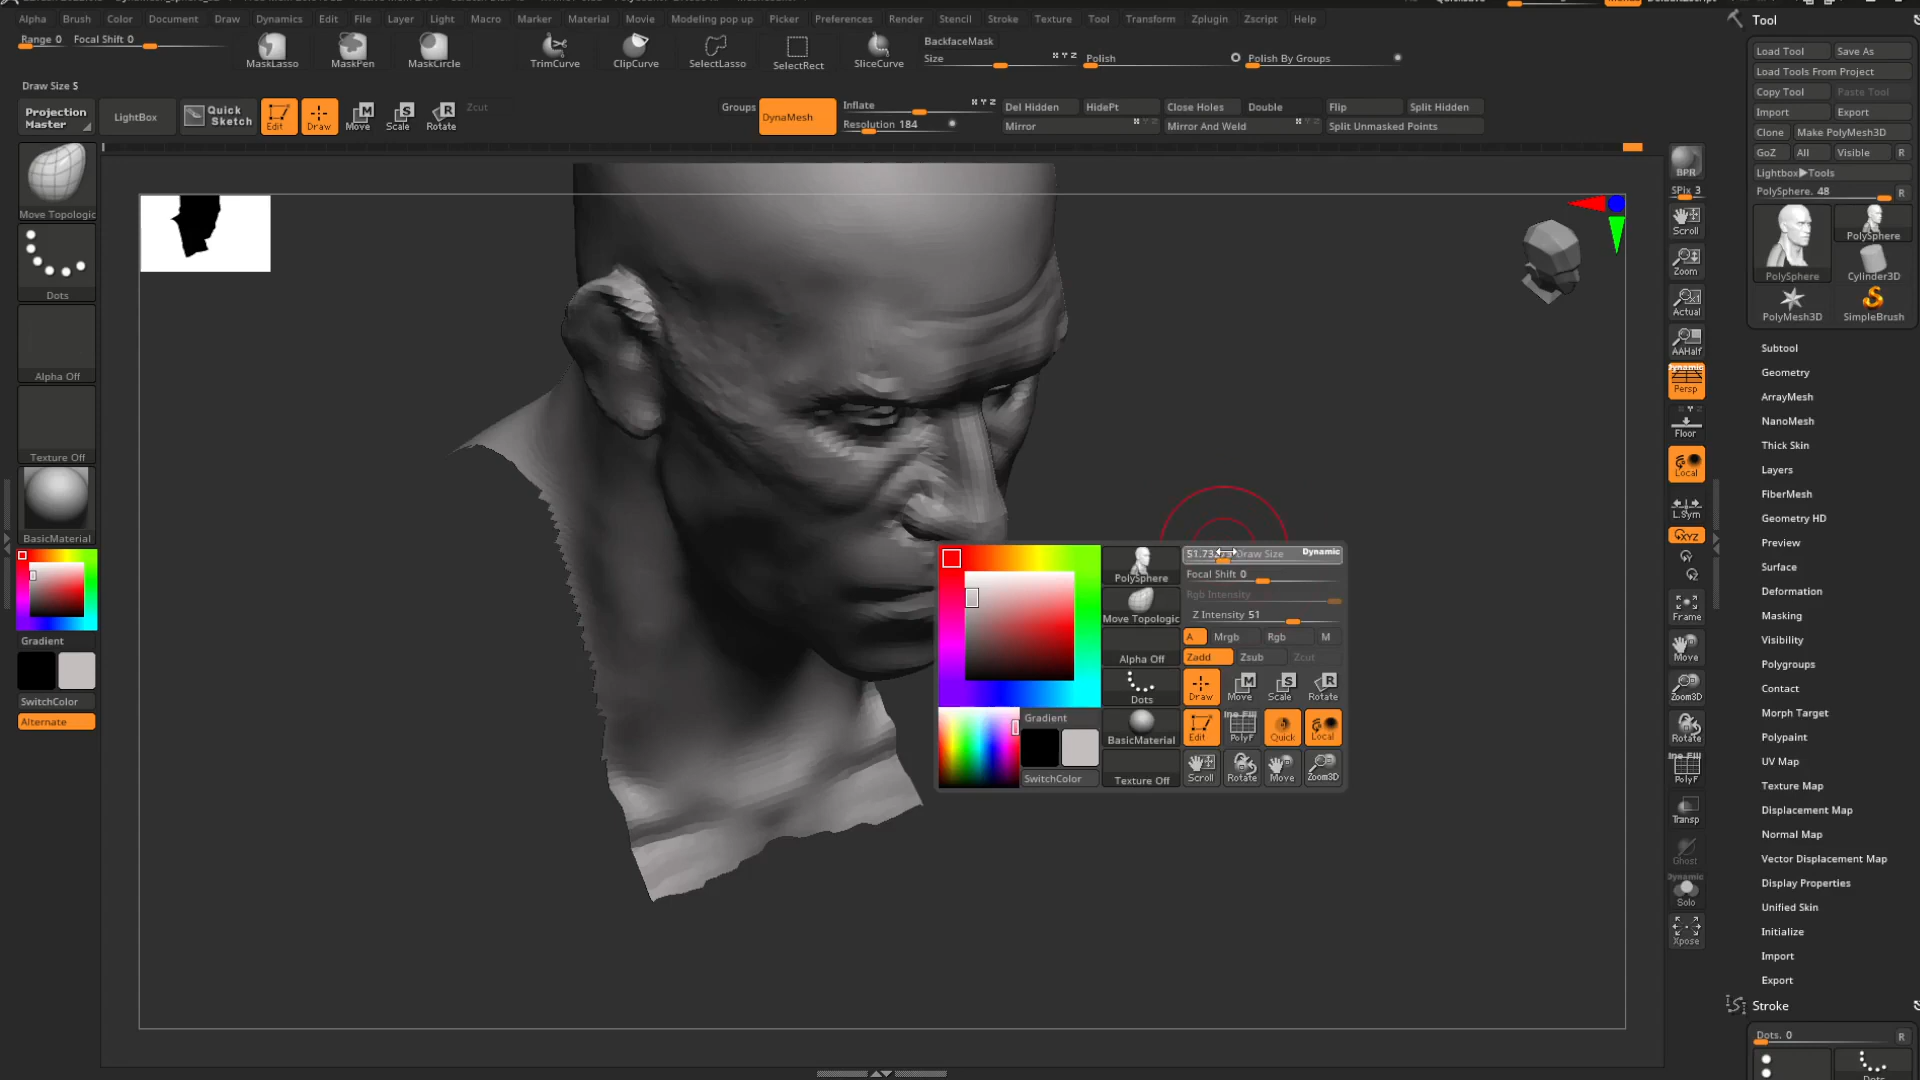 Alpha Brush Color Document Draw Dynamics Edit File Layer Light Macro Marker Material Movie Modeling pop up Picker Preferences Render Stencil Stroke Texture Tool Transform Zplugin Zscript Help
Tool
Range 0 Focal Shift 0
MaskLasso MaskPen MaskCircle TrimCurve ClipCurve SelectLasso SelectRect SliceCurve
BackfaceMask
Size X Y Z Polish Polish By Groups
Draw Size S
Projection Master
LightBox
Quick Sketch
Edit Draw Move Scale Rotate
Zcut
Groups DynaMesh
Inflate X Y Z
Resolution 184
Del Hidden HidePt Close Holes Double Flip Split Hidden
Mirror Mirror And Weld Split Unmasked Points
Move Topologic
Dots
Alpha Off
Texture Off
BasicMaterial
Gradient
SwitchColor
Alternate
PolySphere
Move Topologic
Alpha Off
Dots
BasicMaterial
Texture Off
Gradient
SwitchColor
Draw Size Dynamic
Focal Shift 0
Rgb Intensity
Z Intensity 51
A Mrgb Rgb M
Zadd Zsub Zcut
Draw Move Scale Rotate
Edit PolyF Quick Local
Scroll Rotate Move Zoom3D
BPR
SPix 3
Scroll
Zoom
Actual
AAHalf
Dynamic
Persp
Floor
Local
L.Sym
XYZ
Frame
Move
Zoom3D
Rotate
PolyF
Transp
Ghost
Dynamic
Solo
Xpose
Load Tool Save As
Load Tools From Project
Copy Tool Paste Tool
Import Export
Clone Make PolyMesh3D
GoZ All Visible R
Lightbox▶Tools
PolySphere. 48 R
PolySphere PolySphere
Cylinder3D
PolyMesh3D SimpleBrush
Subtool
Geometry
ArrayMesh
NanoMesh
Thick Skin
Layers
FiberMesh
Geometry HD
Preview
Surface
Deformation
Masking
Visibility
Polygroups
Contact
Morph Target
Polypaint
UV Map
Texture Map
Displacement Map
Normal Map
Vector Displacement Map
Display Properties
Unified Skin
Initialize
Import
Export
Stroke
Dots. 0 R